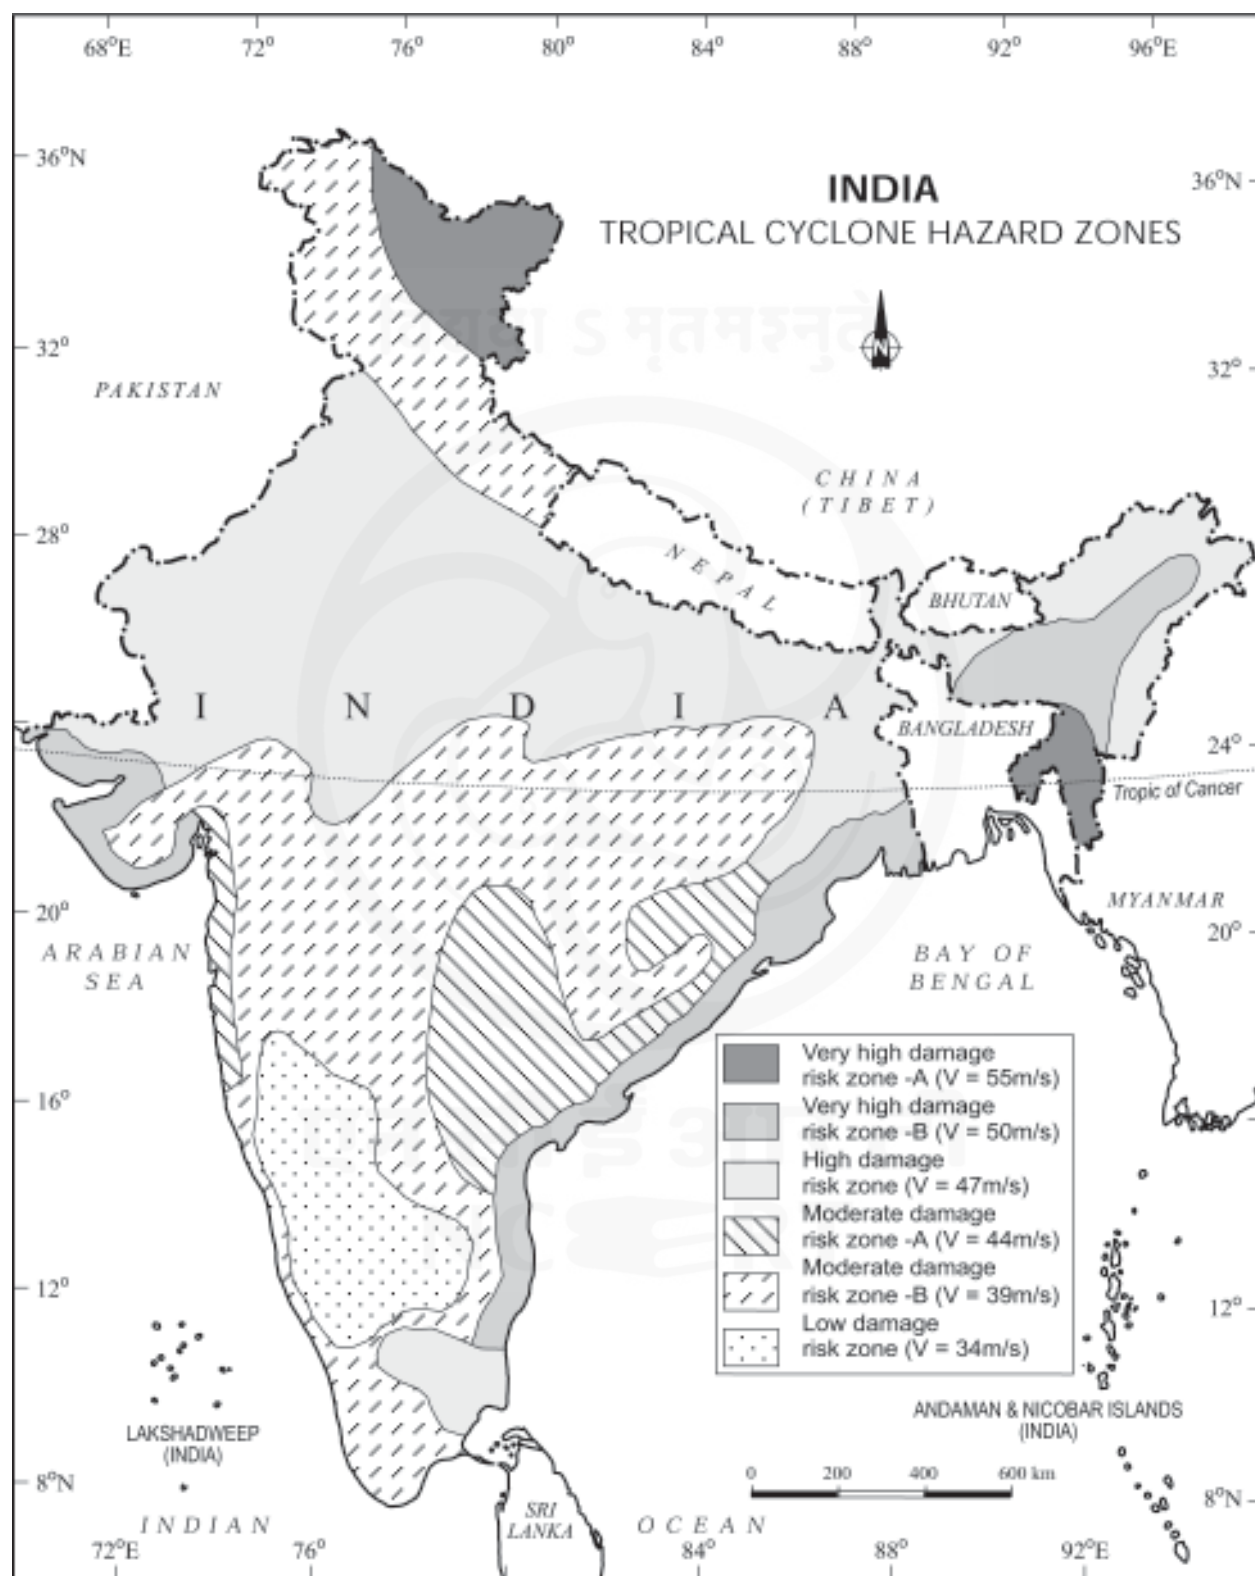 68°E 72° 76° 80° 84° 88° 92° 96°E
36°N
36°N
INDIA
TROPICAL CYCLONE HAZARD ZONES
N
32°
32°
PAKISTAN
CHINA
(TIBET)
28°
NEPAL
BHUTAN
INDIA
BANGLADESH
24°
Tropic of Cancer
MYANMAR
20°
20°
ARABIAN
SEA
BAY OF
BENGAL
Very high damage
risk zone -A (V = 55m/s)
Very high damage
risk zone -B (V = 50m/s)
High damage
risk zone (V = 47m/s)
Moderate damage
risk zone -A (V = 44m/s)
Moderate damage
risk zone -B (V = 39m/s)
Low damage
risk zone (V = 34m/s)
16°
12°
12°
LAKSHADWEEP
(INDIA)
ANDAMAN & NICOBAR ISLANDS
(INDIA)
0 200 400 600 km
8°N
8°N
SRI
LANKA
INDIAN OCEAN
72°E 76° 84° 88° 92°E